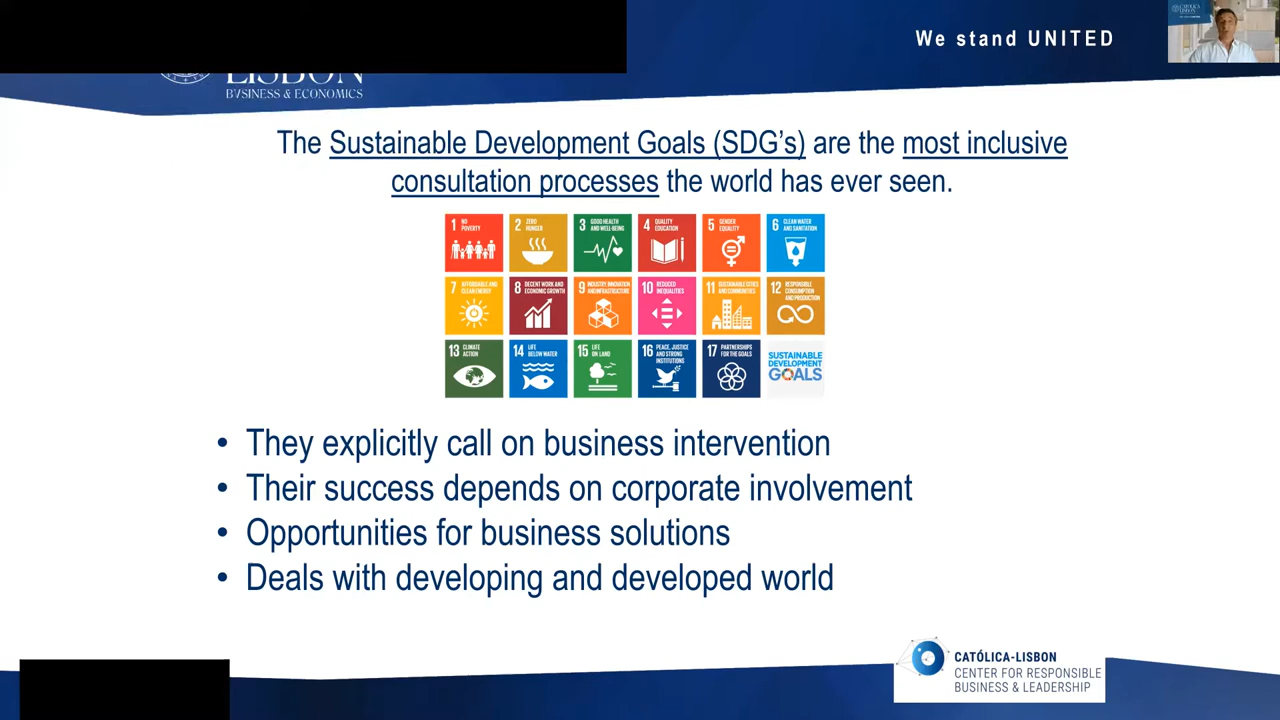 We stand UNITED
LISBON
BUSINESS & ECONOMICS
The Sustainable Development Goals (SDG's) are the most inclusive
consultation processes the world has ever seen.
1 NO POVERTY
2 ZERO HUNGER
3 GOOD HEALTH AND WELL-BEING
4 QUALITY EDUCATION
5 GENDER EQUALITY
6 CLEAN WATER AND SANITATION
7 AFFORDABLE AND CLEAN ENERGY
8 DECENT WORK AND ECONOMIC GROWTH
9 INDUSTRY, INNOVATION AND INFRASTRUCTURE
10 REDUCED INEQUALITIES
11 SUSTAINABLE CITIES AND COMMUNITIES
12 RESPONSIBLE CONSUMPTION AND PRODUCTION
13 CLIMATE ACTION
14 LIFE BELOW WATER
15 LIFE ON LAND
16 PEACE, JUSTICE AND STRONG INSTITUTIONS
17 PARTNERSHIPS FOR THE GOALS
SUSTAINABLE
DEVELOPMENT
GOALS
• They explicitly call on business intervention
• Their success depends on corporate involvement
• Opportunities for business solutions
• Deals with developing and developed world
CATÓLICA-LISBON
CENTER FOR RESPONSIBLE
BUSINESS & LEADERSHIP